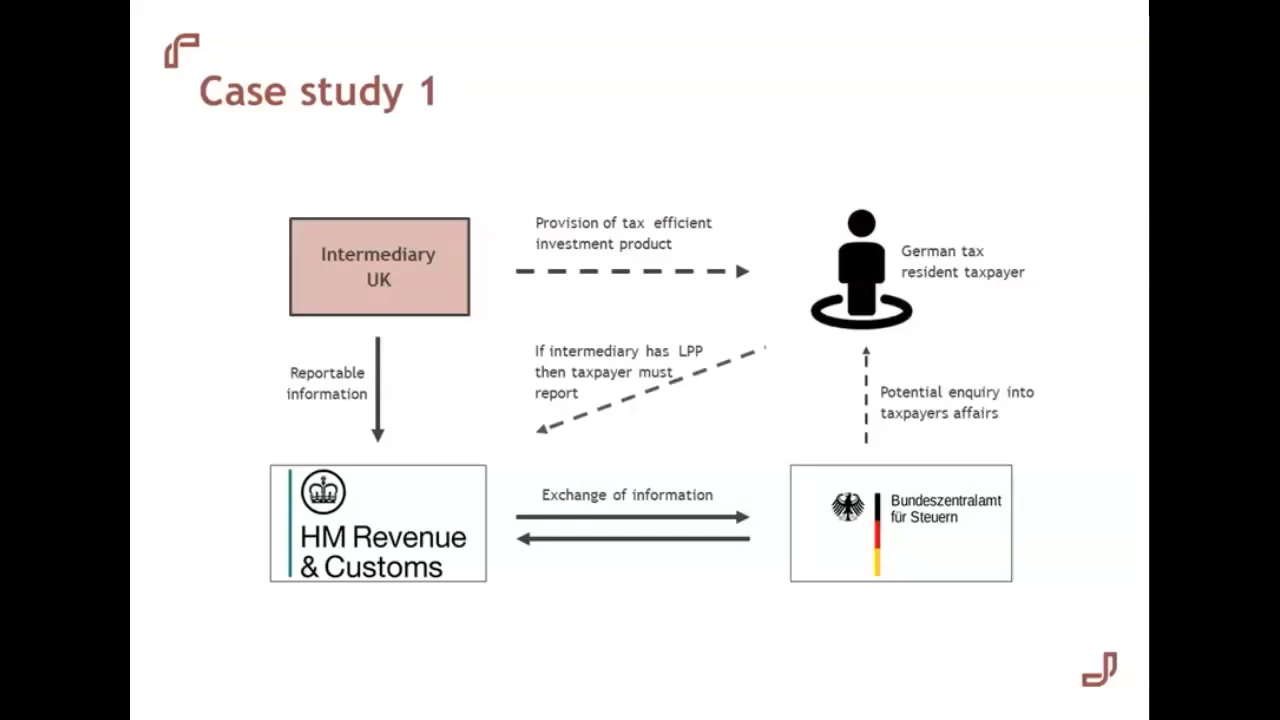 Case study 1
Intermediary
UK
Provision of tax efficient
investment product
German tax
resident taxpayer
Reportable
information
If intermediary has LPP
then taxpayer must
report
Potential enquiry into
taxpayers affairs
HM Revenue
& Customs
Exchange of information
Bundeszentralamt
für Steuern